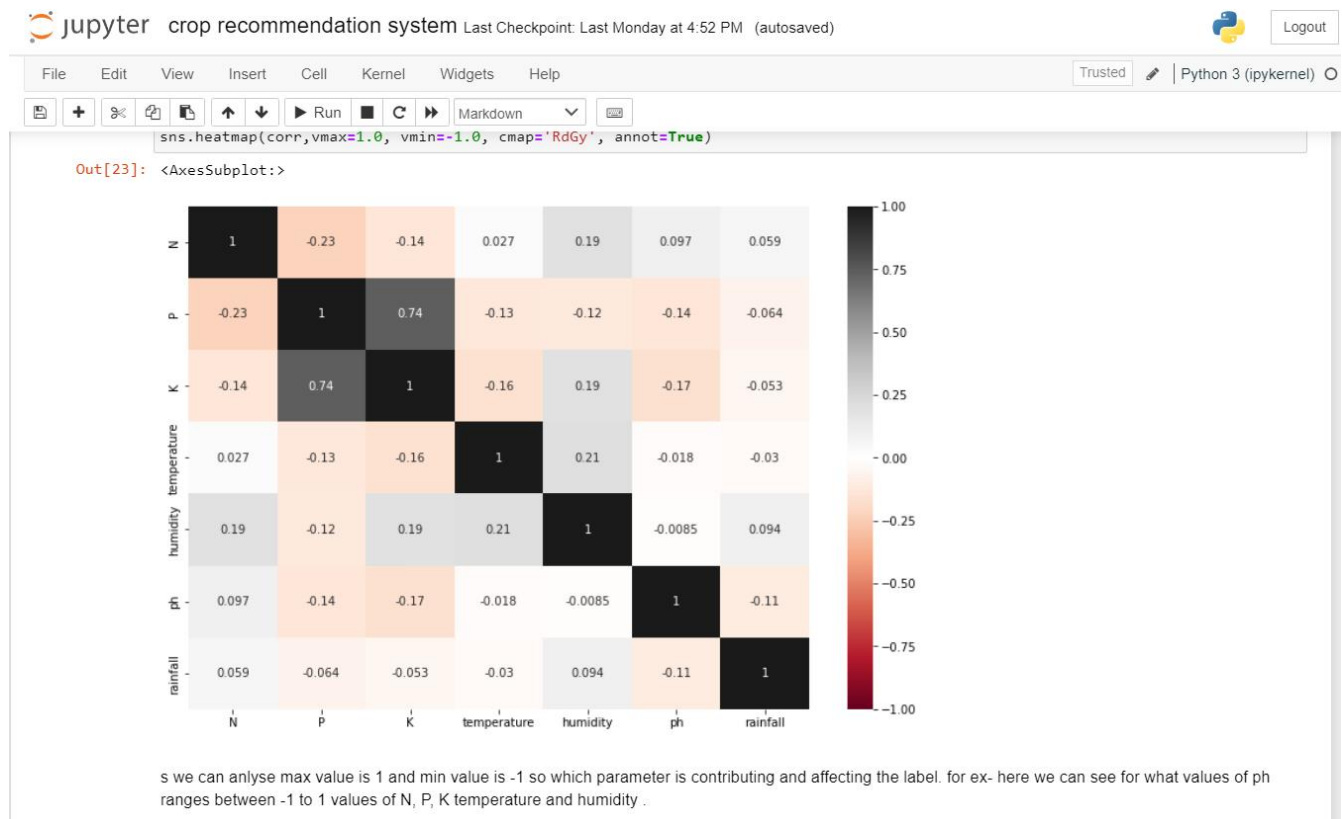 jupyter crop recommendation system Last Checkpoint: Last Monday at 4:52 PM (autosaved) Logout
File Edit View Insert Cell Kernel Widgets Help Trusted Python 3 (ipykernel)
Run Markdown
sns.heatmap(corr,vmax=1.0, vmin=-1.0, cmap='RdGy', annot=True)
Out[23]: <AxesSubplot:>
1.00
N 1 -0.23 -0.14 0.027 0.19 0.097 0.059
0.75
P -0.23 1 0.74 -0.13 -0.12 -0.14 -0.064
0.50
K -0.14 0.74 1 -0.16 0.19 -0.17 -0.053
0.25
temperature 0.027 -0.13 -0.16 1 0.21 -0.018 -0.03
0.00
humidity 0.19 -0.12 0.19 0.21 1 -0.0085 0.094
-0.25
ph 0.097 -0.14 -0.17 -0.018 -0.0085 1 -0.11
-0.50
rainfall 0.059 -0.064 -0.053 -0.03 0.094 -0.11 1
-0.75
-1.00
N P K temperature humidity ph rainfall
s we can anlyse max value is 1 and min value is -1 so which parameter is contributing and affecting the label. for ex- here we can see for what values of ph
ranges between -1 to 1 values of N, P, K temperature and humidity .